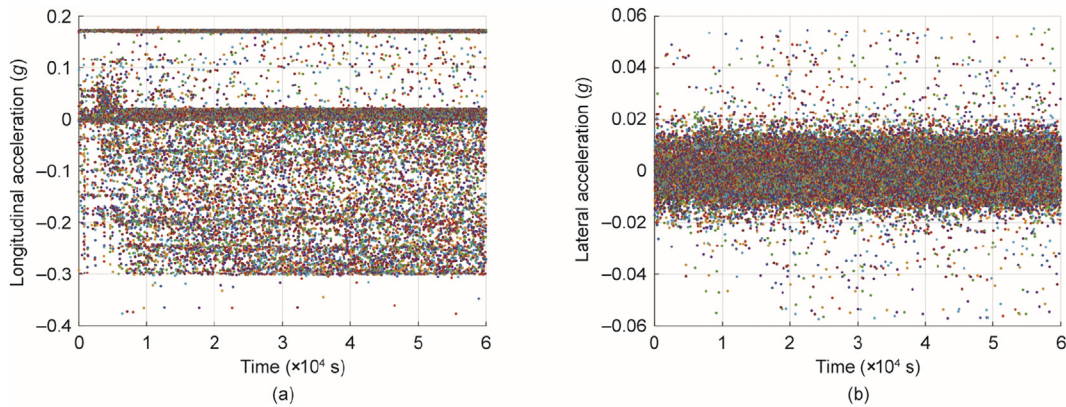 0.2
0.1
0
–0.1
–0.2
–0.3
–0.4
Longitudinal acceleration (g)
0 1 2 3 4 5 6
Time (×10⁴ s)
(a)
0.06
0.04
0.02
0
–0.02
–0.04
–0.06
Lateral acceleration (g)
0 1 2 3 4 5 6
Time (×10⁴ s)
(b)